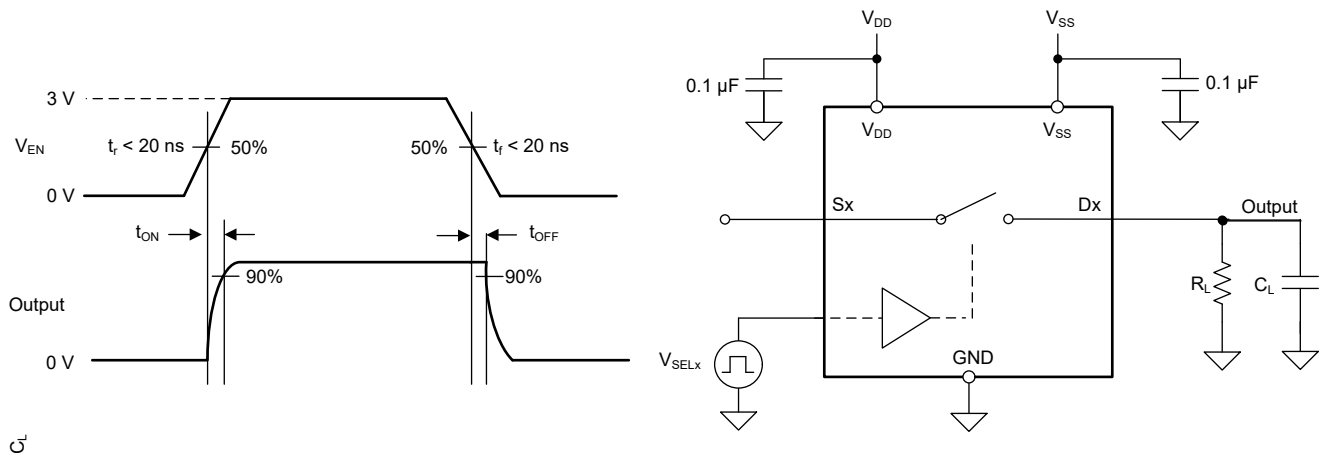 3 V
V_EN
t_r < 20 ns
50%
50%
t_f < 20 ns
0 V
t_ON
t_OFF
90%
90%
Output
0 V
C_L
V_DD
V_SS
0.1 µF
0.1 µF
V_DD
V_SS
Sx
Dx
Output
R_L
C_L
V_SELx
GND